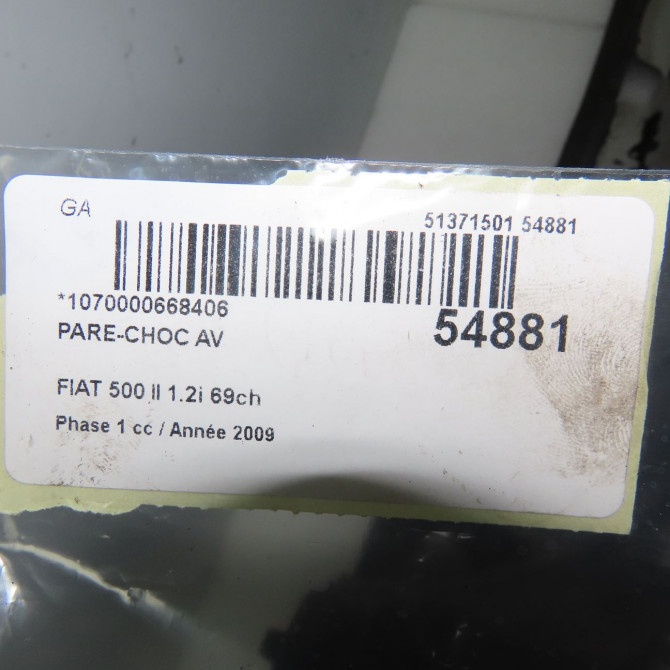 GA
51371501 54881
*1070000668406
54881
PARE-CHOC AV
FIAT 500 II 1.2i 69ch
Phase 1 cc / Année 2009